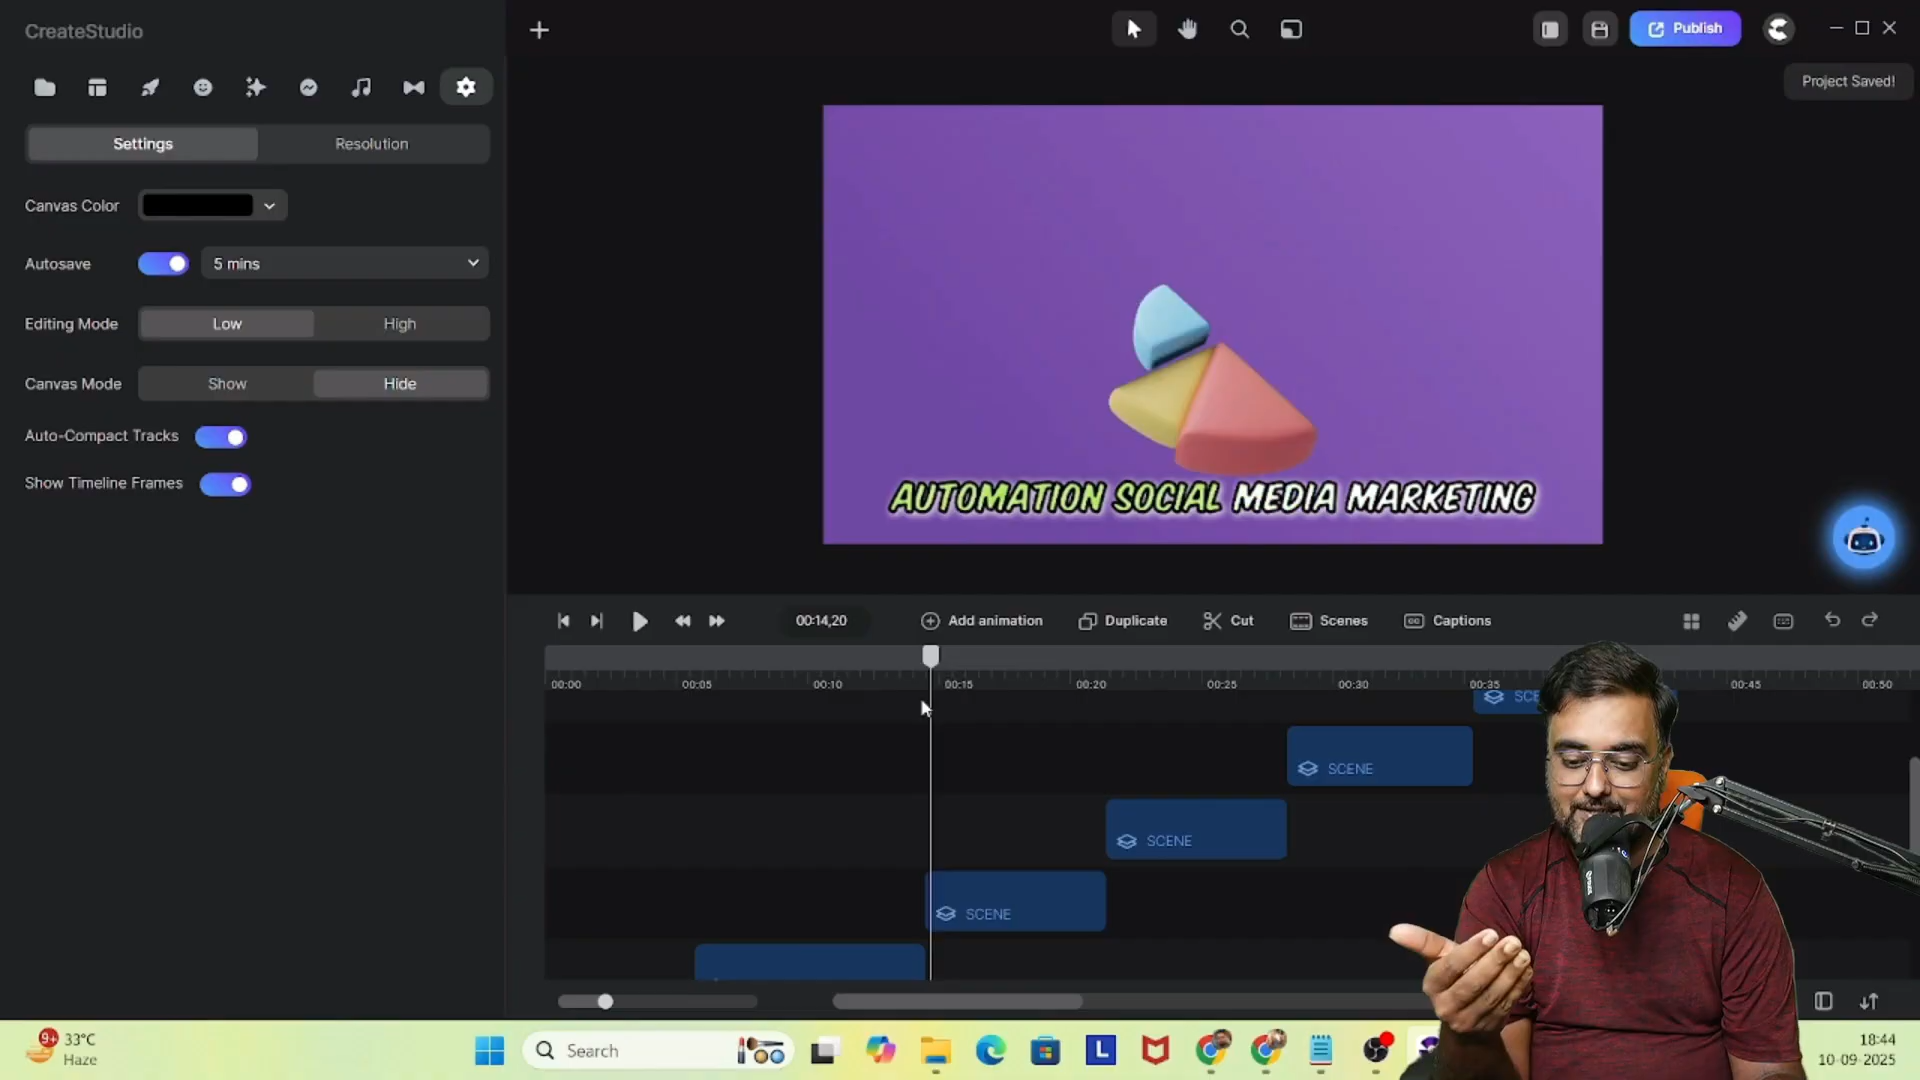 CreateStudio
Publish
Project Saved!
Settings
Resolution
Canvas Color
Autosave
5 mins
Editing Mode
Low
High
Canvas Mode
Show
Hide
Auto-Compact Tracks
Show Timeline Frames
AUTOMATION SOCIAL MEDIA MARKETING
00:14,20
Add animation
Duplicate
Cut
Scenes
Captions
00:00
00:05
00:10
00:15
00:20
00:25
00:30
00:35
00:45
00:50
SCE
SCENE
SCENE
SCENE
9+
33°C
Haze
Search
L
18:44
10-09-2025